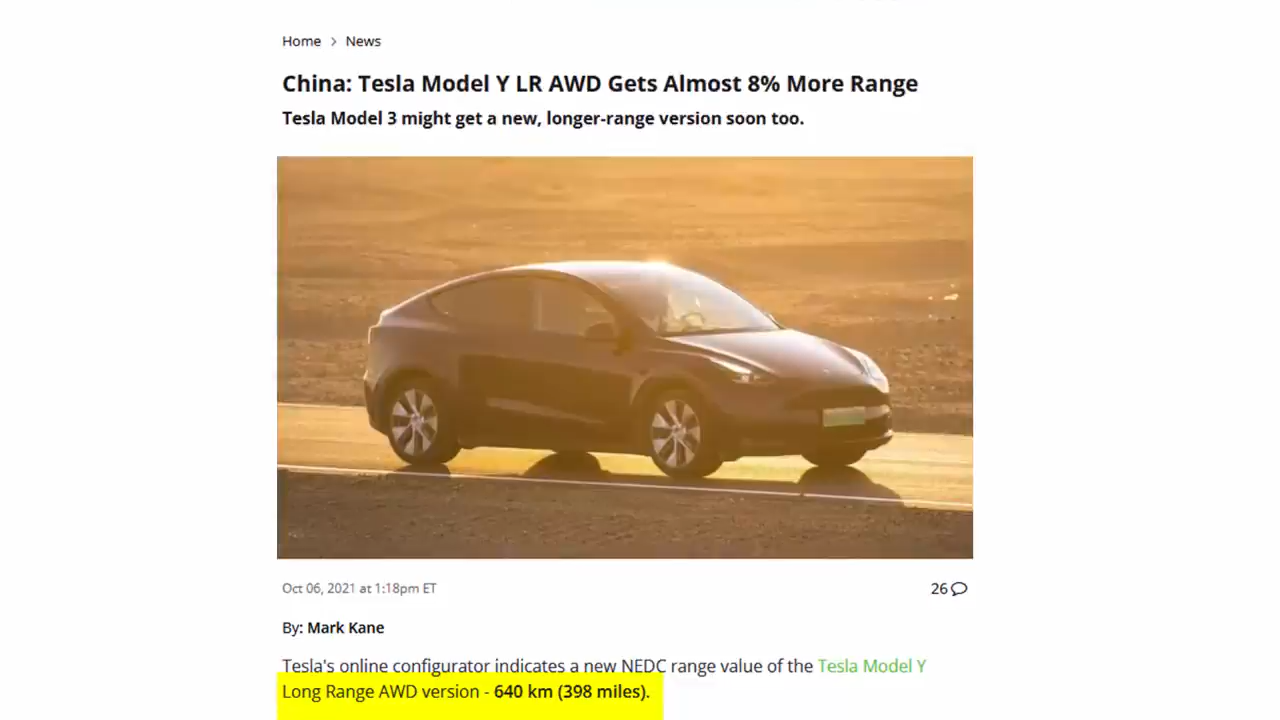 Home > News
China: Tesla Model Y LR AWD Gets Almost 8% More Range
Tesla Model 3 might get a new, longer-range version soon too.
Oct 06, 2021 at 1:18pm ET
26
By: Mark Kane
Tesla's online configurator indicates a new NEDC range value of the Tesla Model Y
Long Range AWD version - 640 km (398 miles).